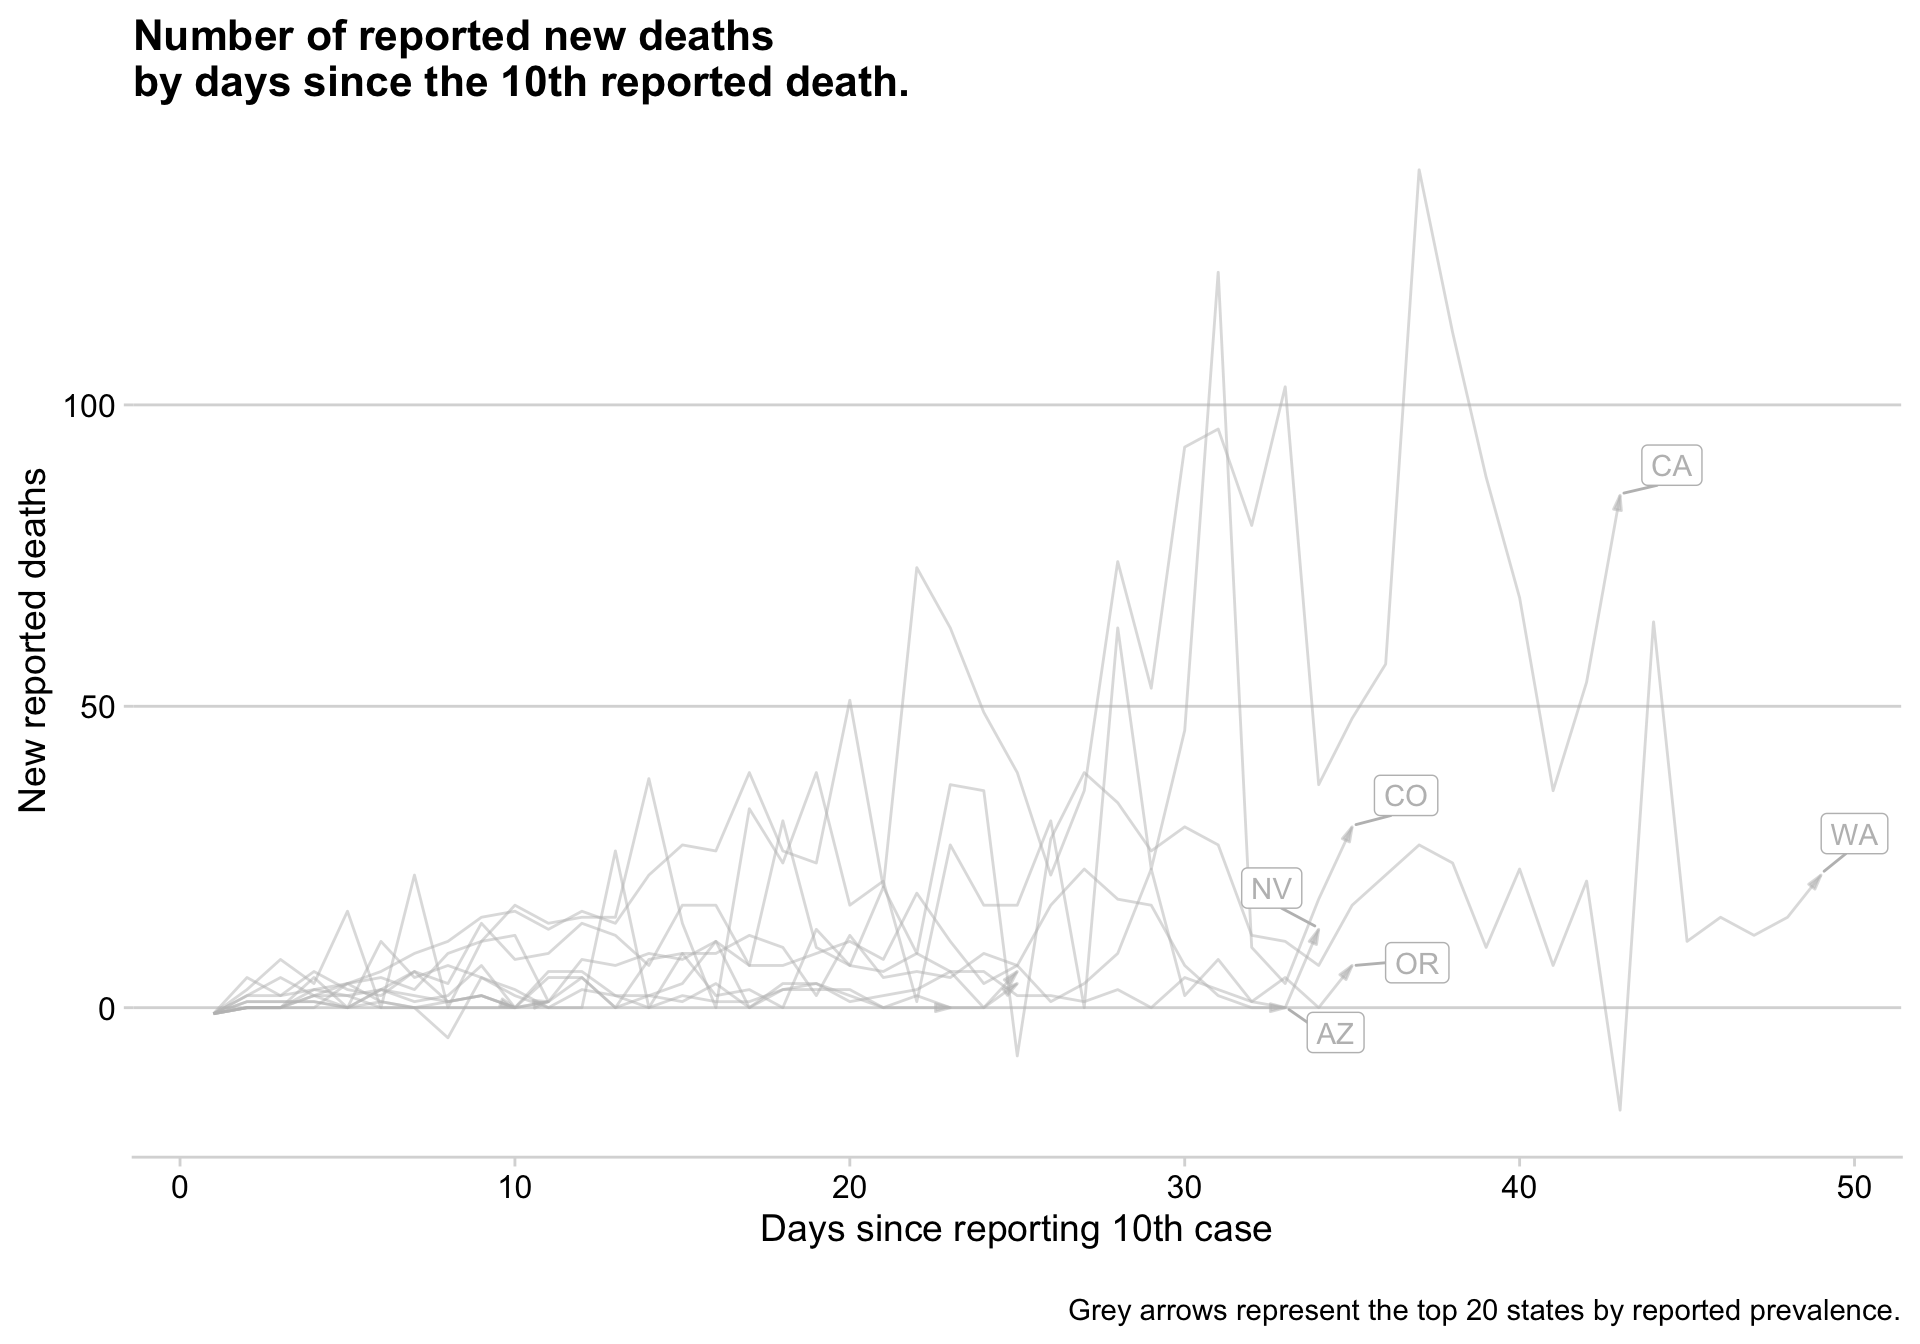 Number of reported new deaths
by days since the 10th reported death.
New reported deaths
100
50
0
CA
CO
WA
NV
OR
AZ
0 10 20 30 40 50
Days since reporting 10th case
Grey arrows represent the top 20 states by reported prevalence.